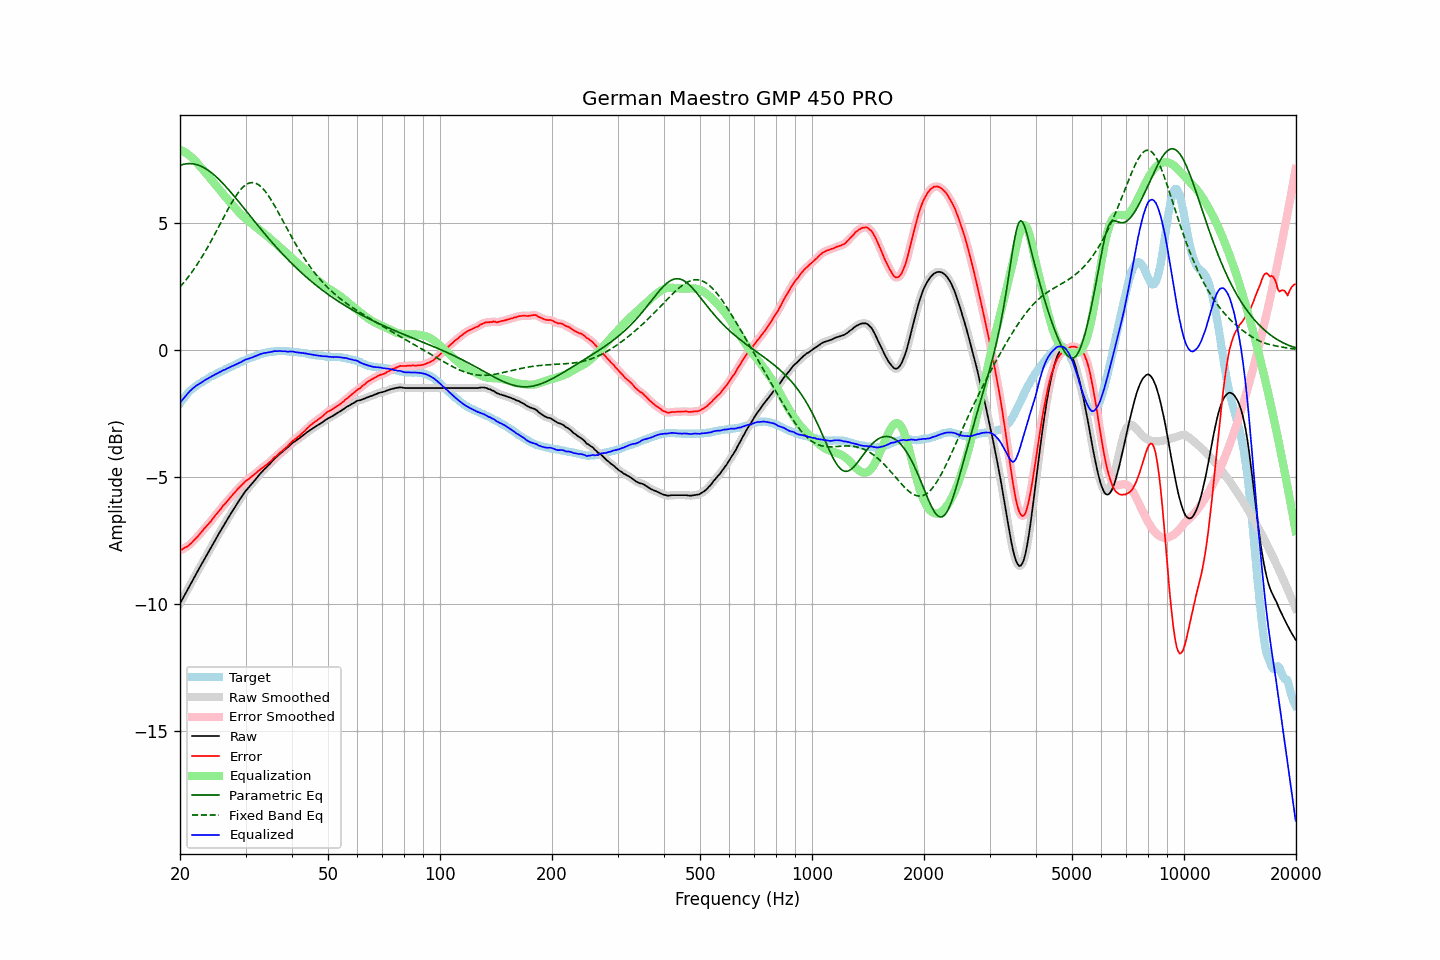 German Maestro GMP 450 PRO
Amplitude (dBr)
5
0
−5
−10
−15
Target
Raw Smoothed
Error Smoothed
Raw
Error
Equalization
Parametric Eq
Fixed Band Eq
Equalized
20 50 100 200 500 1000 2000 5000 10000 20000
Frequency (Hz)